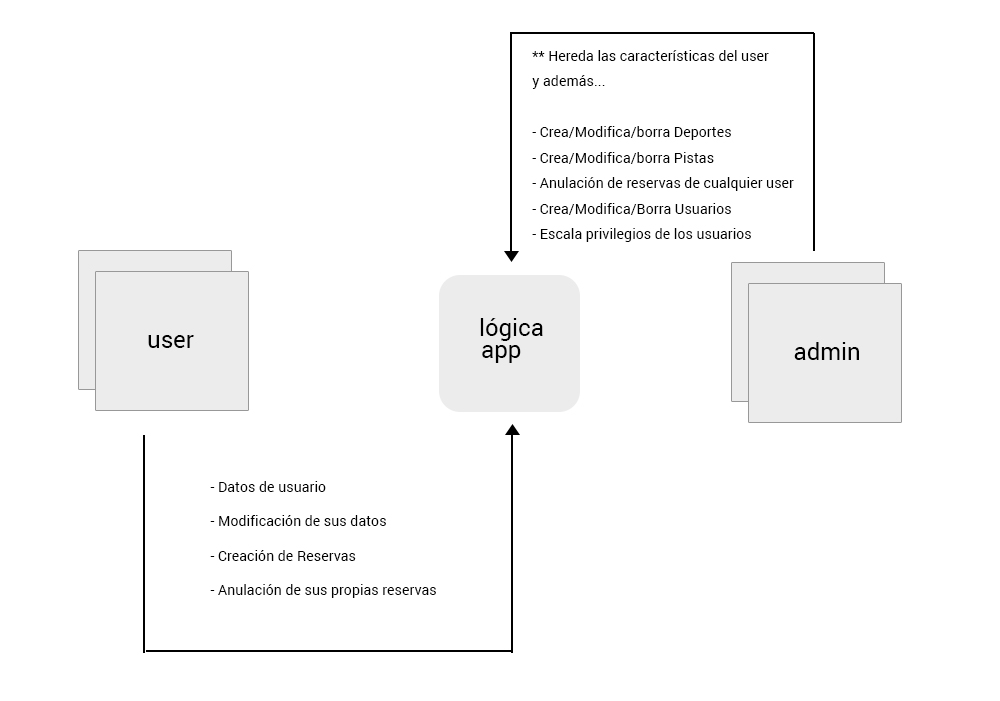 ** Hereda las características del user
y además...
- Crea/Modifica/borra Deportes
- Crea/Modifica/borra Pistas
- Anulación de reservas de cualquier user
- Crea/Modifica/Borra Usuarios
- Escala privilegios de los usuarios
user
lógica
app
admin
- Datos de usuario
- Modificación de sus datos
- Creación de Reservas
- Anulación de sus propias reservas